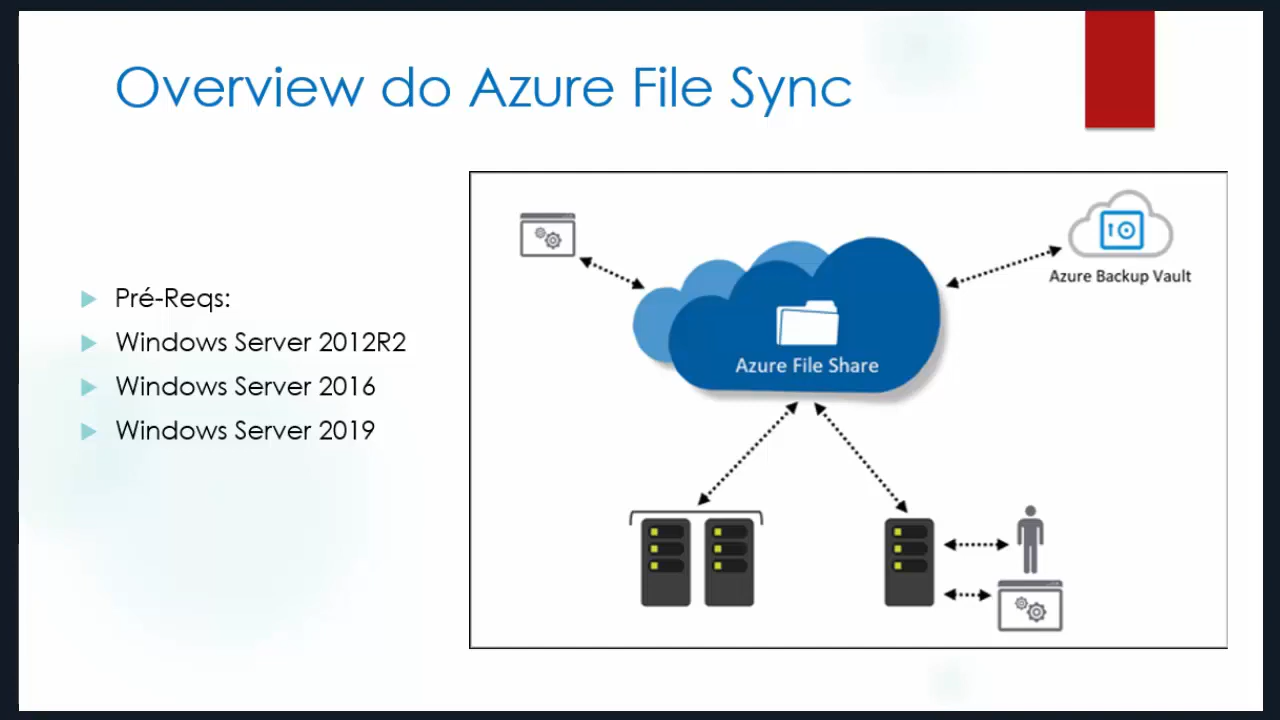 Overview do Azure File Sync
Pré-Reqs:
Windows Server 2012R2
Windows Server 2016
Windows Server 2019
Azure Backup Vault
Azure File Share